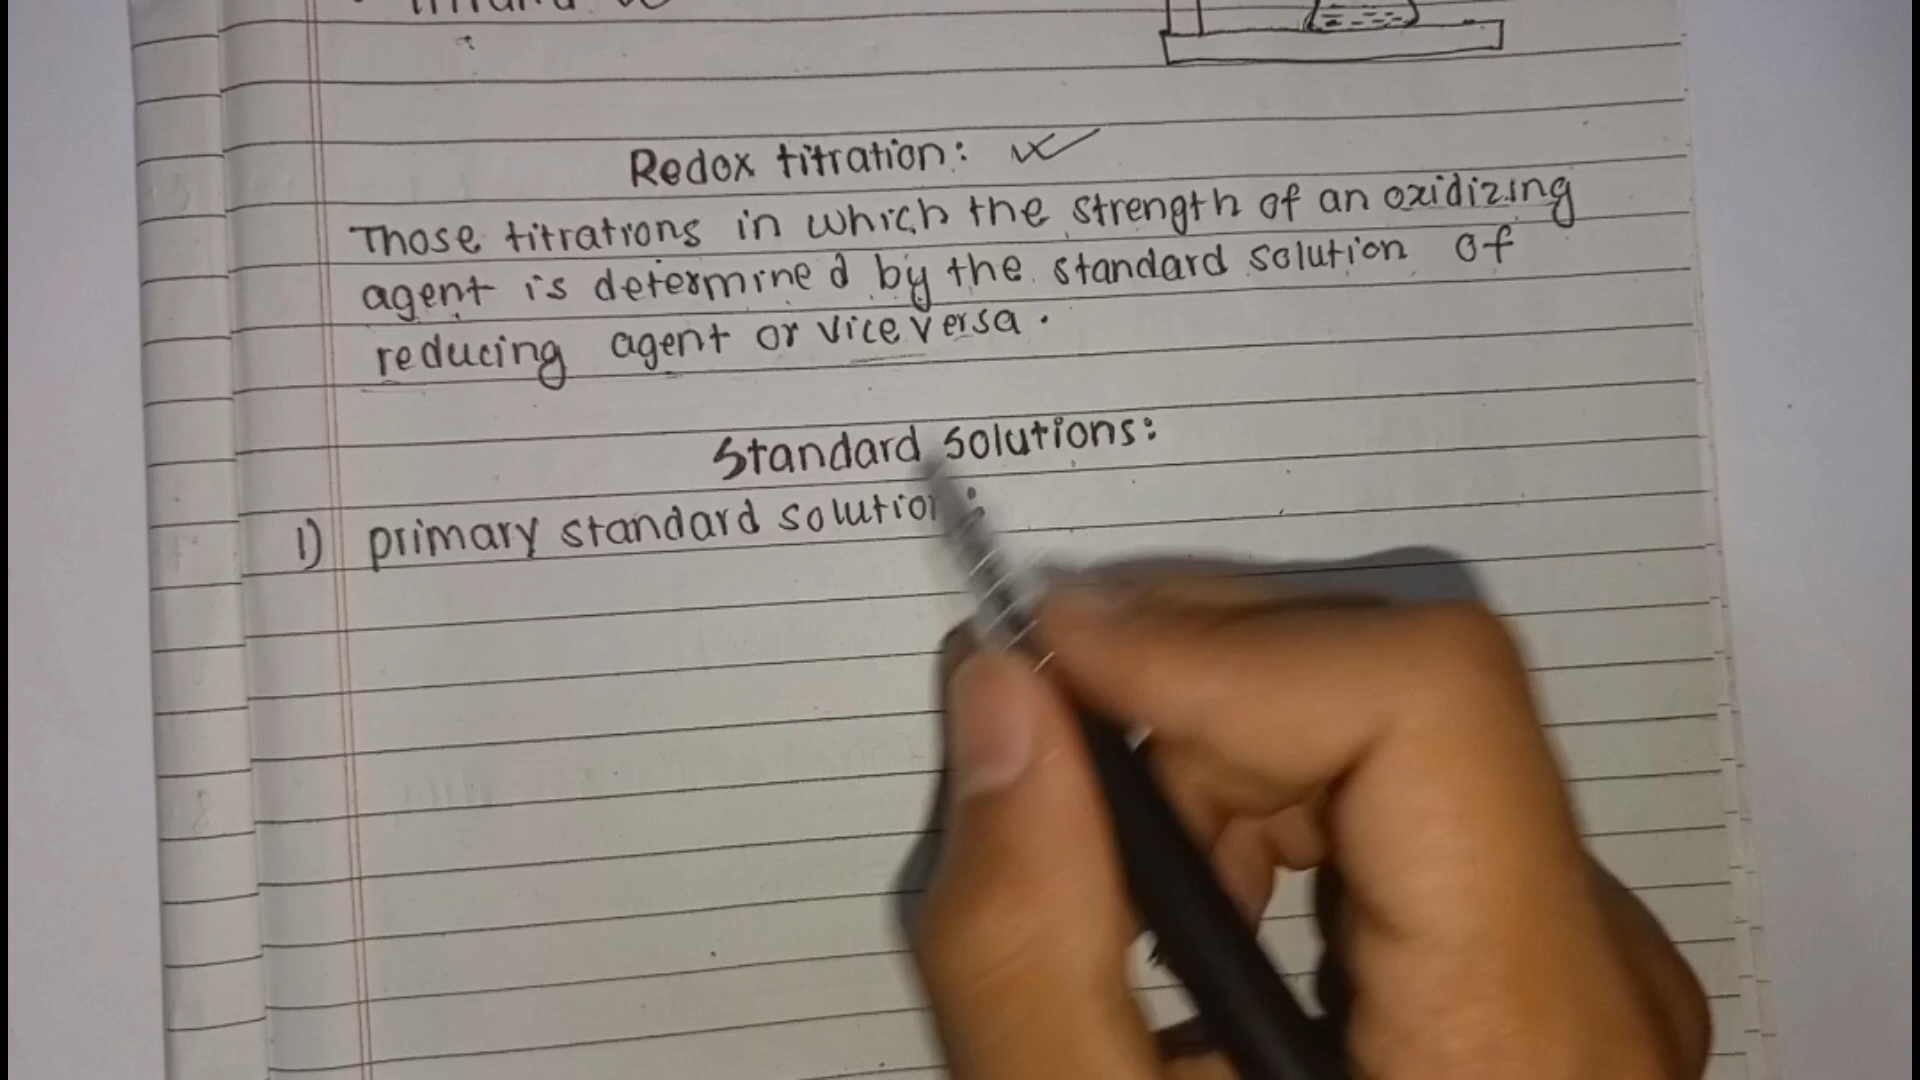 Redox titration:
Those titrations in which the strength of an oxidizing
agent is determined by the standard solution of
reducing agent or vice versa.
Standard solutions:
1) primary standard solution: